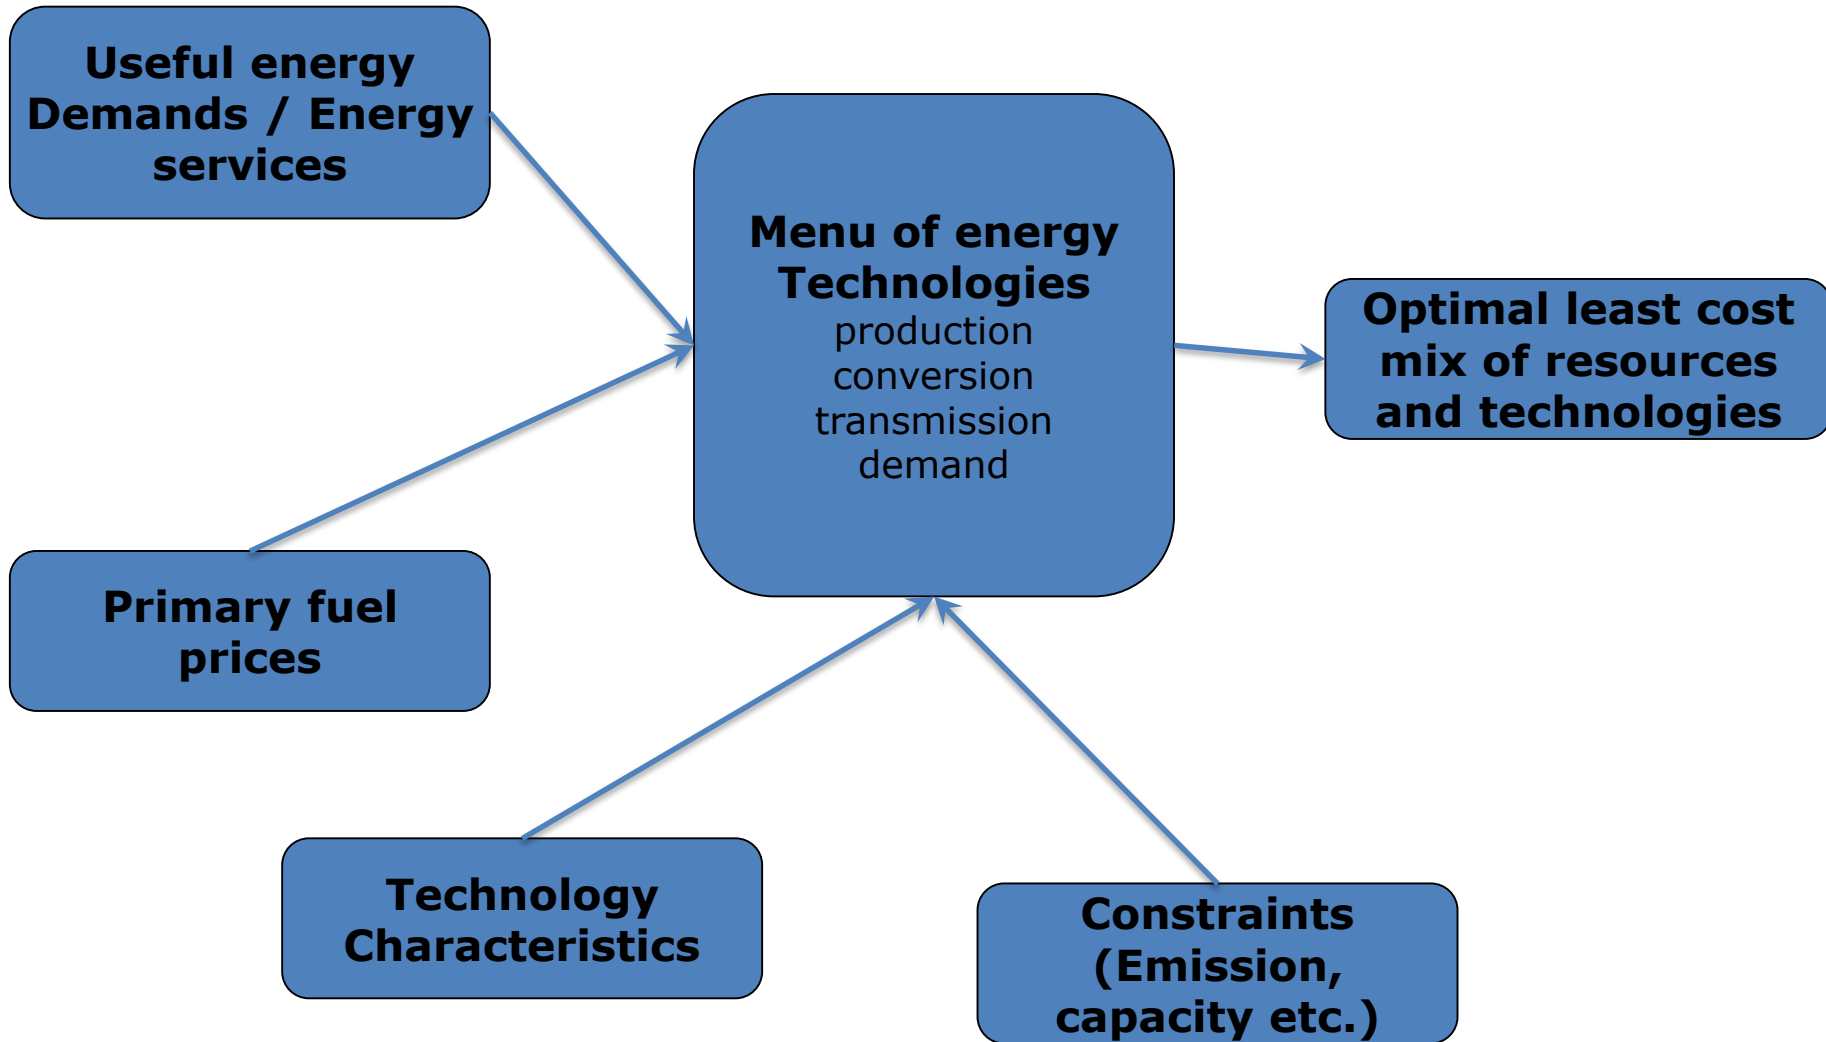 Useful energy
Demands / Energy
services
Menu of energy
Technologies
production
conversion
transmission
demand
Optimal least cost
mix of resources
and technologies
Primary fuel
prices
Technology
Characteristics
Constraints
(Emission,
capacity etc.)